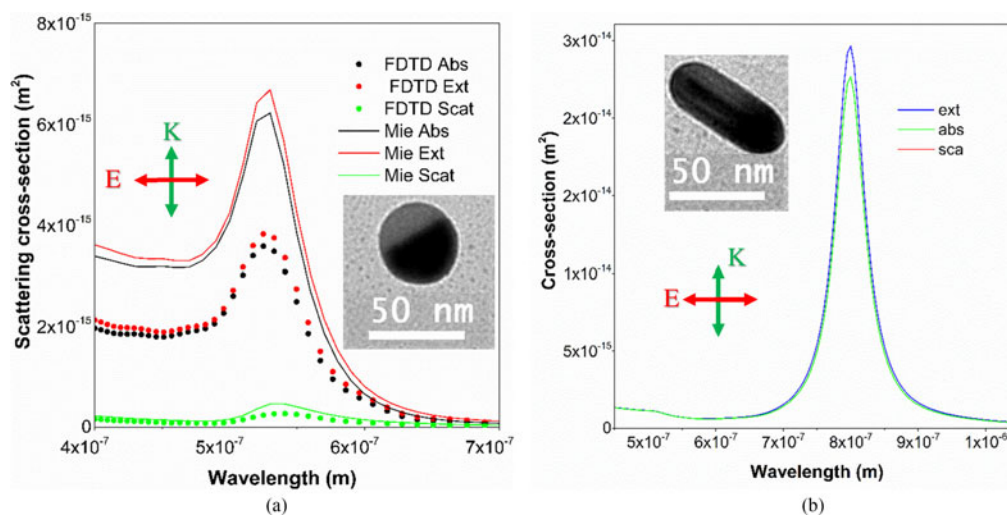 8x10⁻¹⁵
6x10⁻¹⁵
4x10⁻¹⁵
2x10⁻¹⁵
0
Scattering cross-section (m²)
FDTD Abs
FDTD Ext
FDTD Scat
Mie Abs
Mie Ext
Mie Scat
K
E
50 nm
4x10⁻⁷ 5x10⁻⁷ 6x10⁻⁷ 7x10⁻⁷
Wavelength (m)
(a)
3x10⁻¹⁴
2x10⁻¹⁴
2x10⁻¹⁴
1x10⁻¹⁴
5x10⁻¹⁵
0
Cross-section (m²)
50 nm
ext
abs
sca
K
E
5x10⁻⁷ 6x10⁻⁷ 7x10⁻⁷ 8x10⁻⁷ 9x10⁻⁷ 1x10⁻⁶
Wavelength (m)
(b)